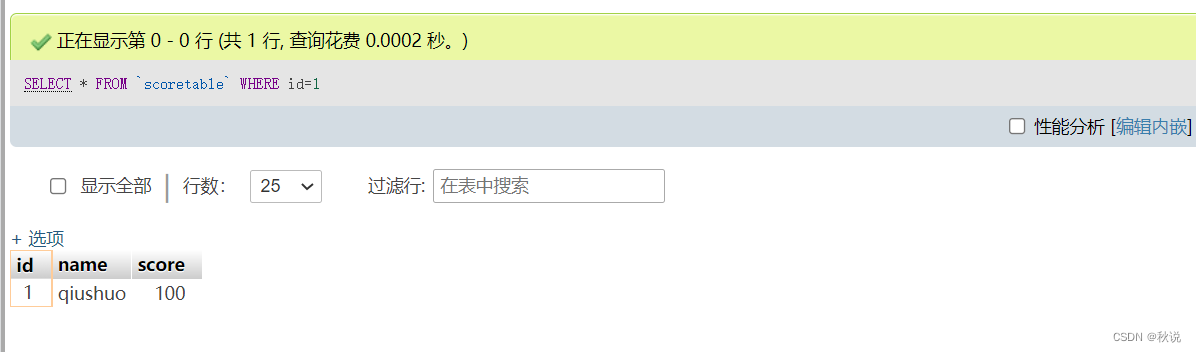 正在显示第 0 - 0 行 (共 1 行, 查询花费 0.0002 秒。)
SELECT * FROM `scoretable` WHERE id=1
性能分析 [编辑内嵌]
显示全部 行数: 25 过滤行: 在表中搜索
+ 选项
id name score
1 qiushuo 100
CSDN @秋说